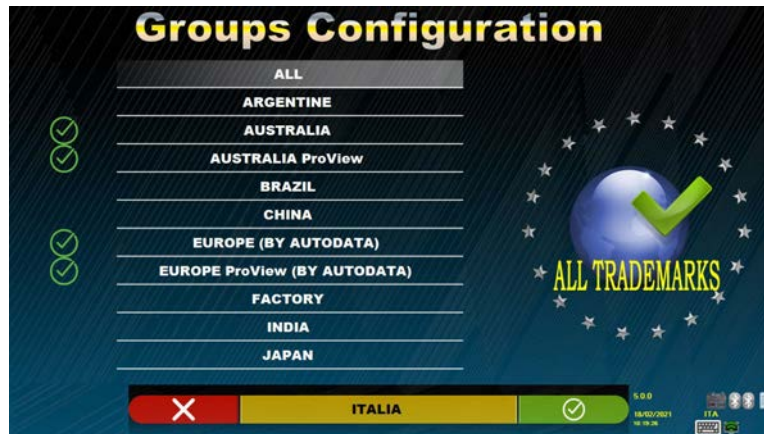 Groups Configuration
ALL
ARGENTINE
AUSTRALIA
AUSTRALIA ProView
BRAZIL
CHINA
EUROPE (BY AUTODATA)
EUROPE ProView (BY AUTODATA)
FACTORY
INDIA
JAPAN
ALL TRADEMARKS
ITALIA
5.0.0
18/02/2021
ITA